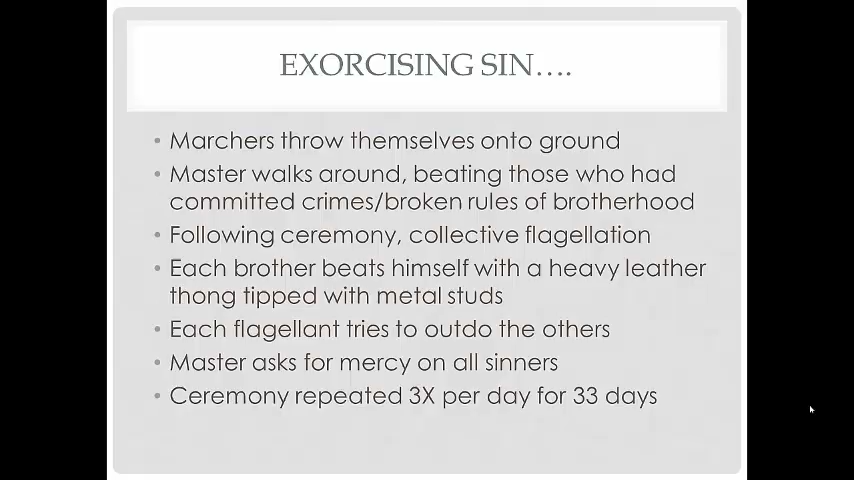 EXORCISING SIN….
• Marchers throw themselves onto ground
• Master walks around, beating those who had
committed crimes/broken rules of brotherhood
• Following ceremony, collective flagellation
• Each brother beats himself with a heavy leather
thong tipped with metal studs
• Each flagellant tries to outdo the others
• Master asks for mercy on all sinners
• Ceremony repeated 3X per day for 33 days